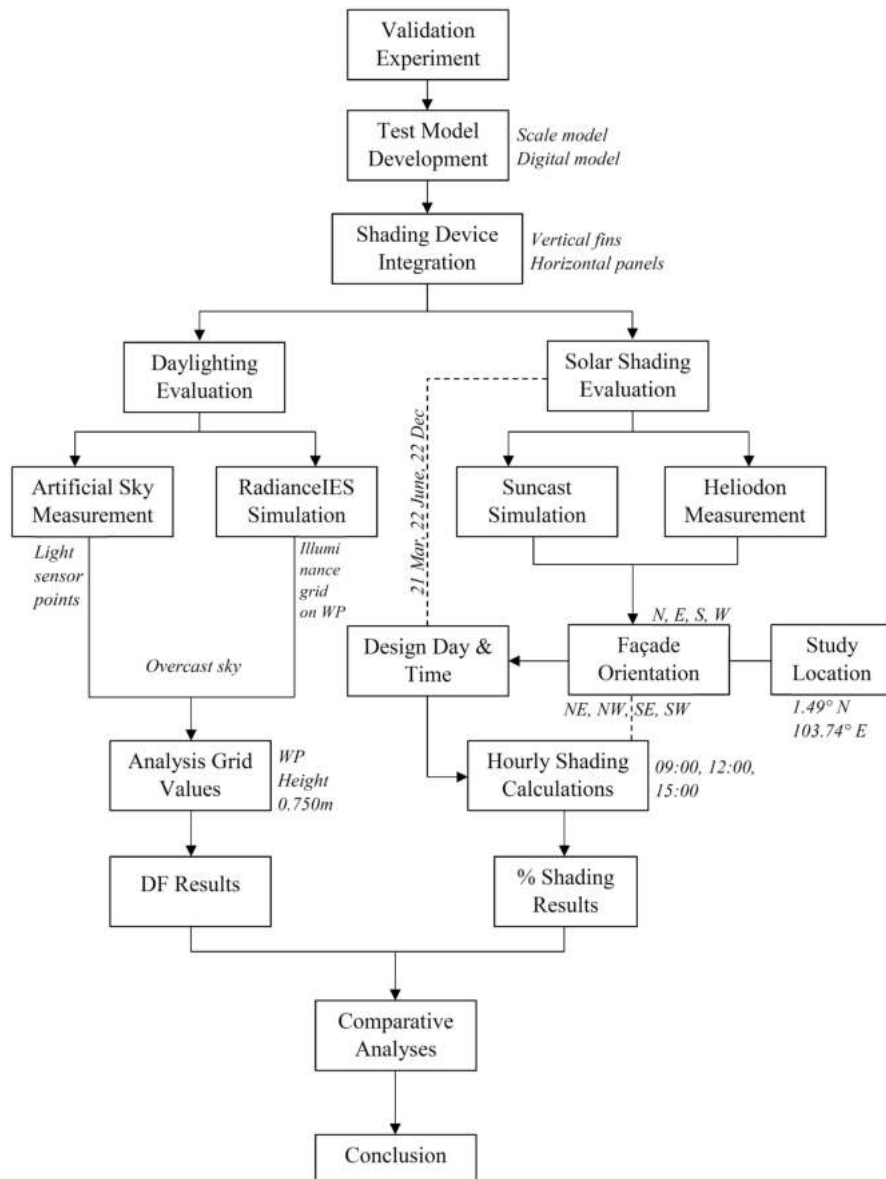 Validation
Experiment
Test Model
Development
Scale model
Digital model
Shading Device
Integration
Vertical fins
Horizontal panels
Daylighting
Evaluation
Solar Shading
Evaluation
21 Mar, 22 June, 22 Dec
Artificial Sky
Measurement
RadianceIES
Simulation
Suncast
Simulation
Heliodon
Measurement
Light
sensor
points
Illumi
nance
grid
on WP
Overcast sky
N, E, S, W
Design Day &
Time
Façade
Orientation
Study
Location
NE, NW, SE, SW
1.49° N
103.74° E
Analysis Grid
Values
WP
Height
0.750m
Hourly Shading
Calculations
09:00, 12:00,
15:00
DF Results
% Shading
Results
Comparative
Analyses
Conclusion